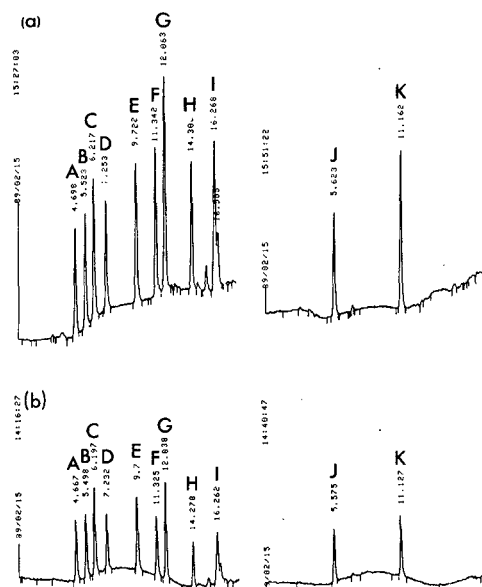 (a)
15:27:03
89/02/15
A
4.698
B
5.523
C
6.217
D
7.253
E
9.722
F
11.342
G
12.063
H
I
16.268
15:51:22
89/02/15
J
5.623
K
11.162
(b)
14:16:27
89/02/15
A
4.667
B
5.498
C
6.197
D
7.232
E
9.7
F
11.325
G
12.038
H
14.278
I
16.262
14:40:47
89/02/15
J
5.575
K
11.127